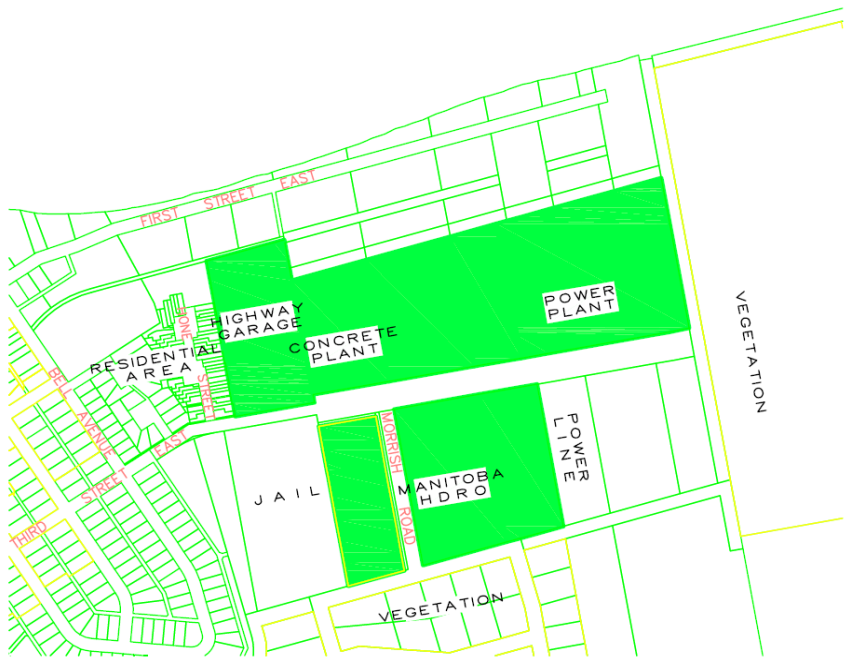 FIRST STREET EAST
HIGHWAY
GARAGE
POWER
PLANT
CONCRETE
PLANT
VEGETATION
RESIDENTIAL
AREA
JONE STREET
BELL AVENUE
THIRD STREET EAST
JAIL
MORRISH ROAD
MANITOBA
HDRO
POWER
LINE
VEGETATION